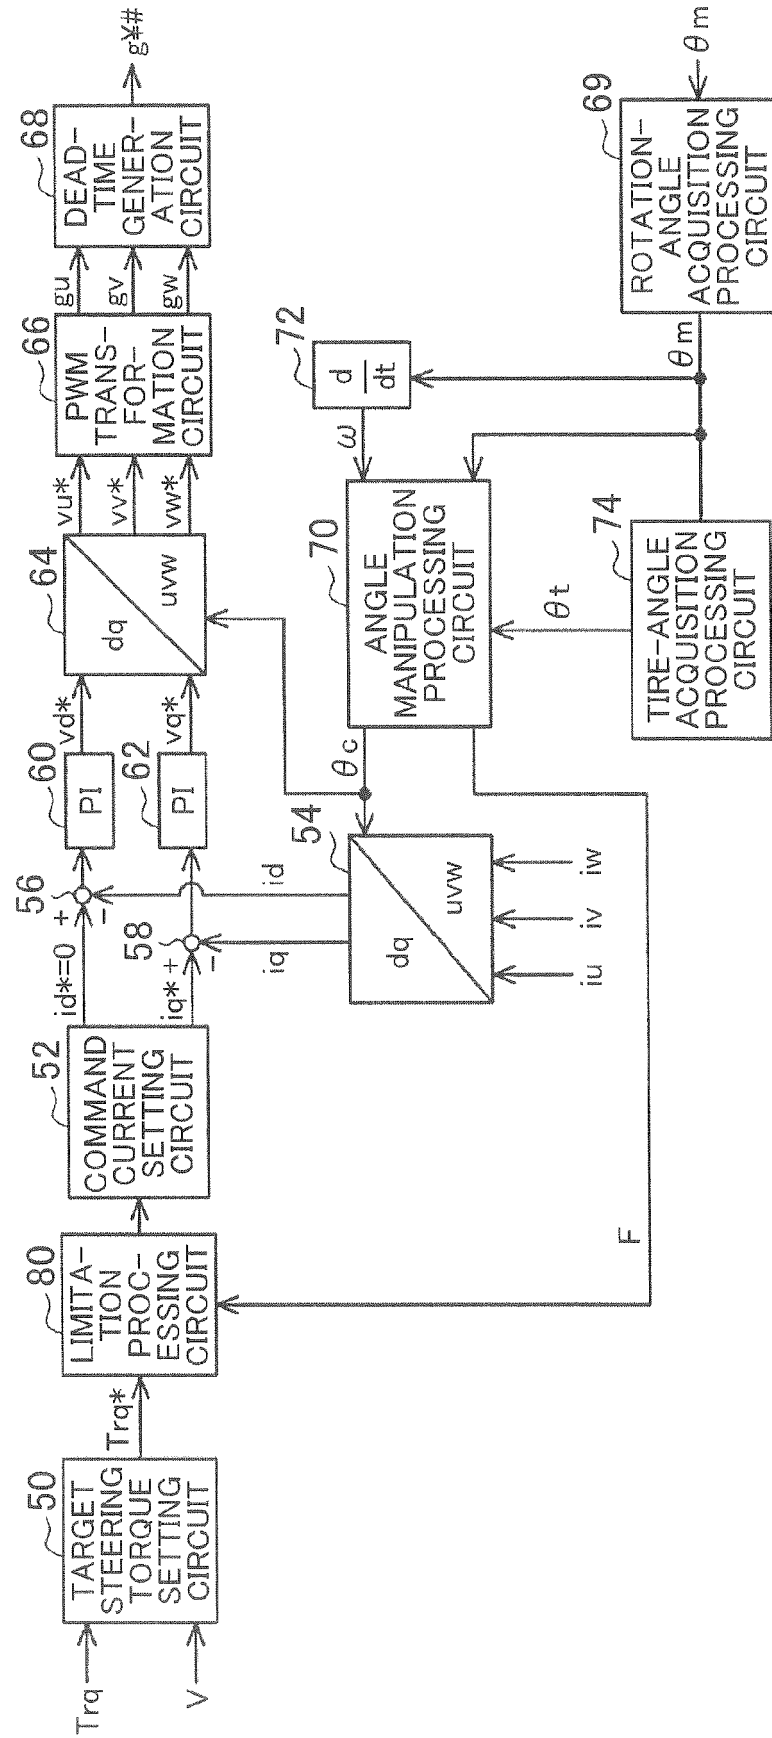 Trq
V
50
TARGET
STEERING
TORQUE
SETTING
CIRCUIT
Trq*
80
LIMITA-
TION
PROC-
ESSING
CIRCUIT
52
COMMAND
CURRENT
SETTING
CIRCUIT
id*=0
+
-
56
iq*
+
-
58
60
PI
62
PI
vd*
vq*
64
dq
uvw
vu*
vv*
vw*
66
PWM
TRANS-
FOR-
MATION
CIRCUIT
gu
gv
gw
68
DEAD-
TIME
GENER-
ATION
CIRCUIT
g¥#
iq
id
54
dq
uvw
iu
iv
iw
θc
70
ANGLE
MANIPULATION
PROCESSING
CIRCUIT
ω
72
d
dt
F
θt
74
TIRE-ANGLE
ACQUISITION
PROCESSING
CIRCUIT
θm
69
ROTATION-
ANGLE
ACQUISITION
PROCESSING
CIRCUIT
θm